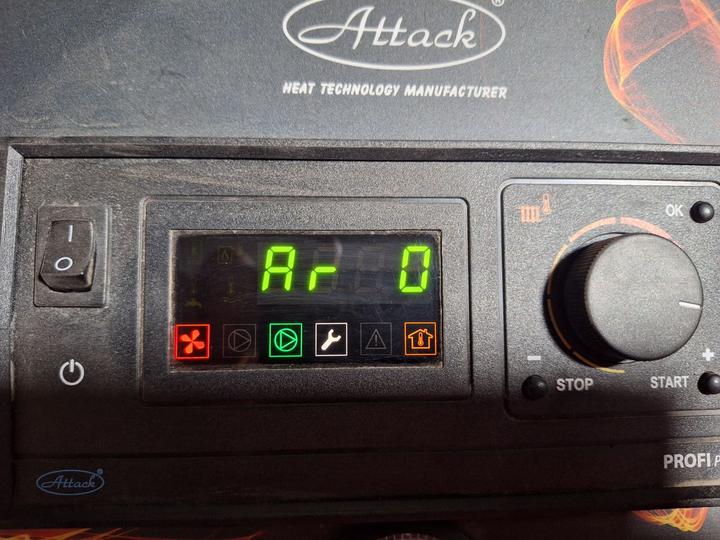 Attack®
HEAT TECHNOLOGY MANUFACTURER
OK
I
O
Ar 0
- +
STOP START
PROFI
Attack®